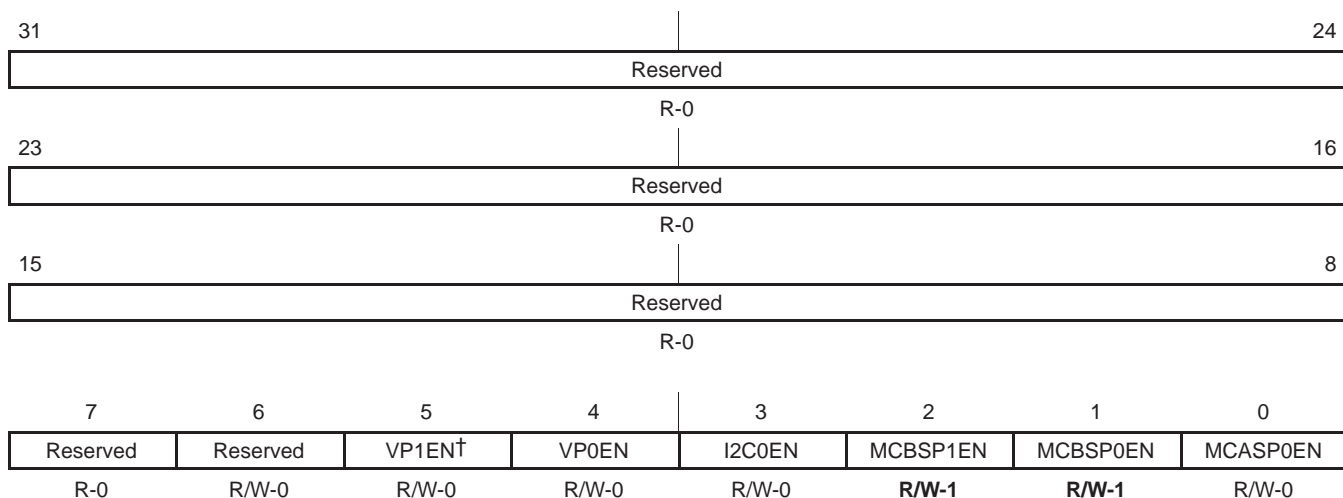 31 24
Reserved
R-0
23 16
Reserved
R-0
15 8
Reserved
R-0
7 6 5 4 3 2 1 0
Reserved Reserved VP1EN† VP0EN I2C0EN MCBSP1EN MCBSP0EN MCASP0EN
R-0 R/W-0 R/W-0 R/W-0 R/W-0 R/W-1 R/W-1 R/W-0